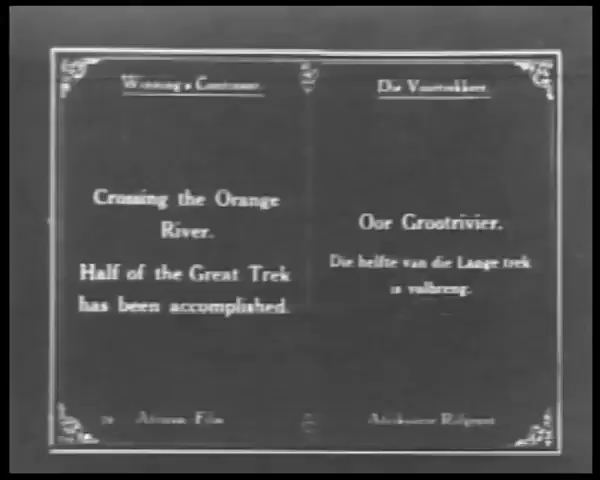 Winning a Continent
Crossing the Orange
River.
Half of the Great Trek
has been accomplished.
African Film
Die Voortrekkers
Oor Grootrivier.
Die helfte van die Lange trek
is volbreng.